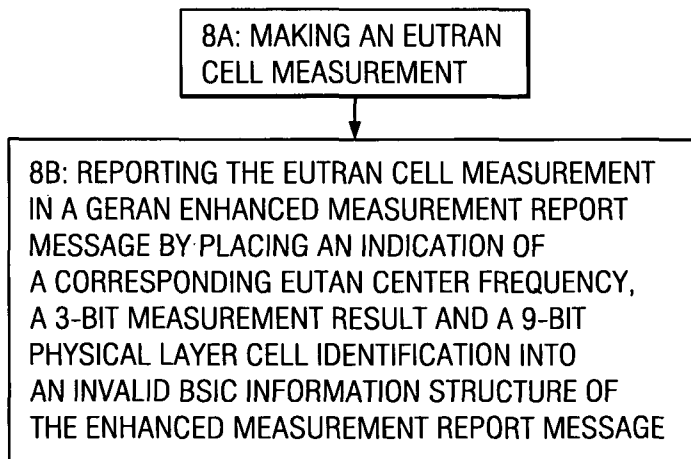 8A: MAKING AN EUTRAN
CELL MEASUREMENT
8B: REPORTING THE EUTRAN CELL MEASUREMENT
IN A GERAN ENHANCED MEASUREMENT REPORT
MESSAGE BY PLACING AN INDICATION OF
A CORRESPONDING EUTAN CENTER FREQUENCY,
A 3-BIT MEASUREMENT RESULT AND A 9-BIT
PHYSICAL LAYER CELL IDENTIFICATION INTO
AN INVALID BSIC INFORMATION STRUCTURE OF
THE ENHANCED MEASUREMENT REPORT MESSAGE